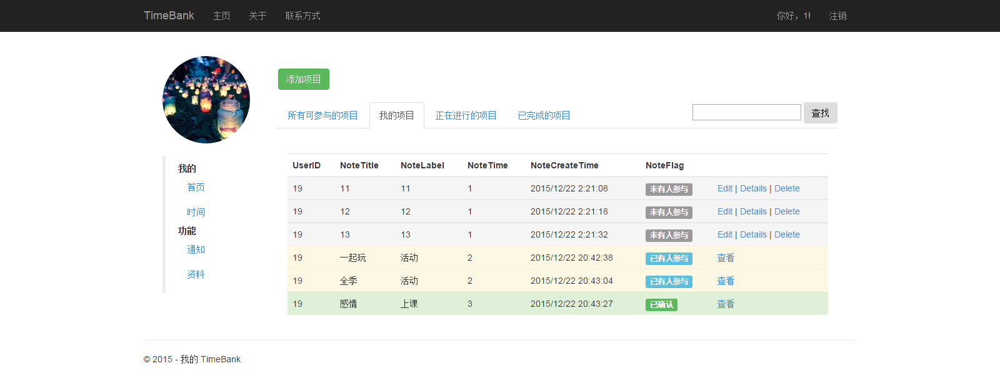 TimeBank 主页 关于 联系方式 你好，1! 注销
添加项目
所有可参与的项目 我的项目 正在进行的项目 已完成的项目 查找
我的
首页
时间
功能
通知
资料
UserID NoteTitle NoteLabel NoteTime NoteCreateTime NoteFlag
19 11 11 1 2015/12/22 2:21:08 未有人参与 Edit | Details | Delete
19 12 12 1 2015/12/22 2:21:18 未有人参与 Edit | Details | Delete
19 13 13 1 2015/12/22 2:21:32 未有人参与 Edit | Details | Delete
19 一起玩 活动 2 2015/12/22 20:42:38 已有人参与 查看
19 全季 活动 2 2015/12/22 20:43:04 已有人参与 查看
19 感情 上课 3 2015/12/22 20:43:27 已确认 查看
© 2015 - 我的 TimeBank